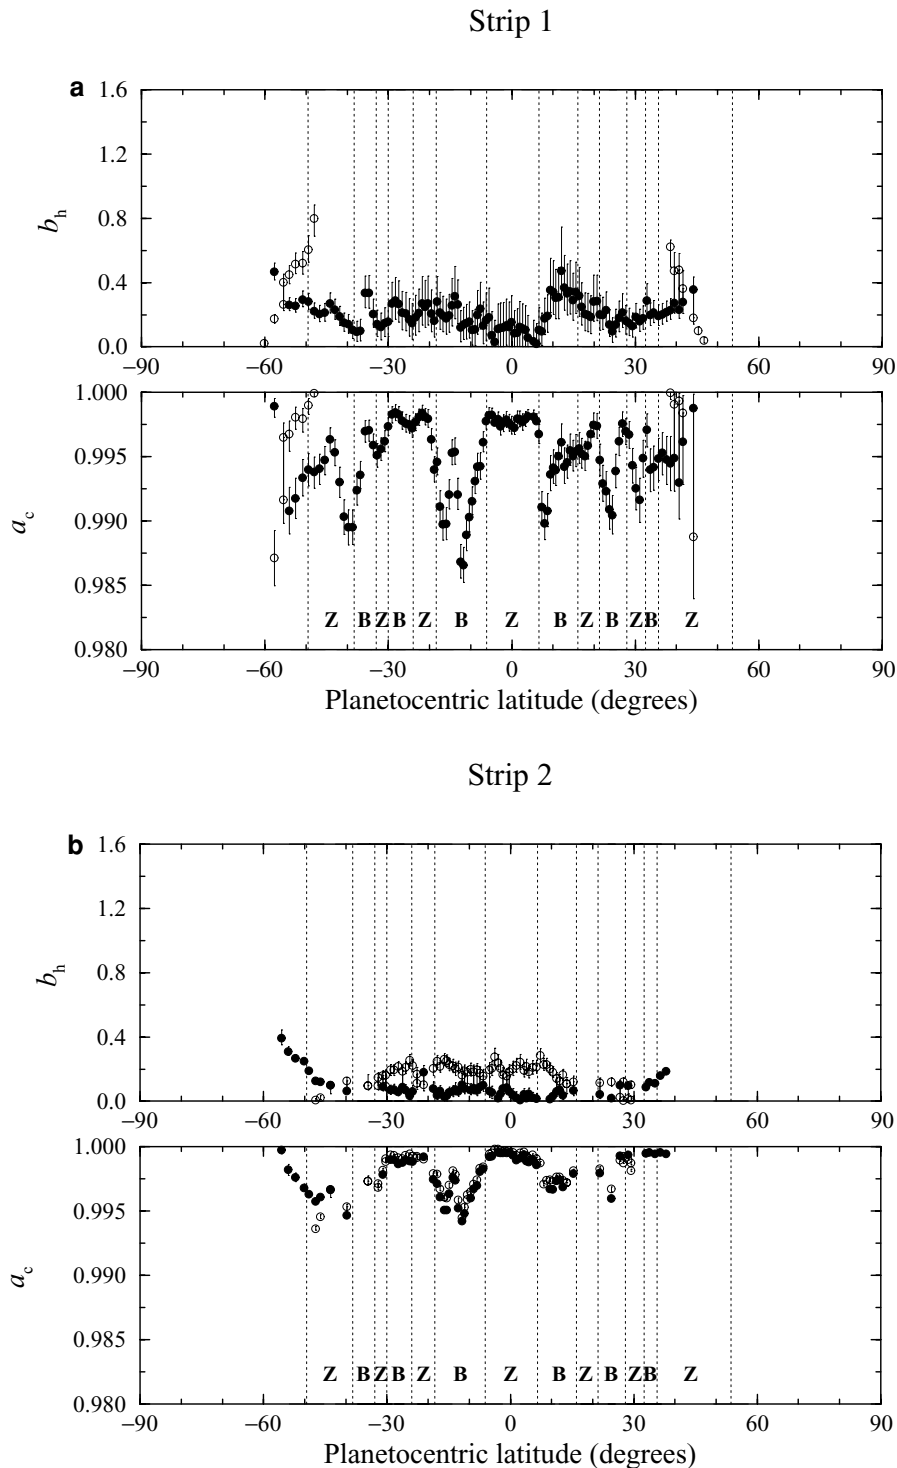 Strip 1
a
1.6
1.2
0.8
0.4
0.0
b_h
−90 −60 −30 0 30 60 90
1.000
0.995
0.990
0.985
0.980
a_c
Z B Z B Z B Z B Z B Z B Z
−90 −60 −30 0 30 60 90
Planetocentric latitude (degrees)
Strip 2
b
1.6
1.2
0.8
0.4
0.0
b_h
−90 −60 −30 0 30 60 90
1.000
0.995
0.990
0.985
0.980
a_c
Z B Z B Z B Z B Z B Z B Z
−90 −60 −30 0 30 60 90
Planetocentric latitude (degrees)